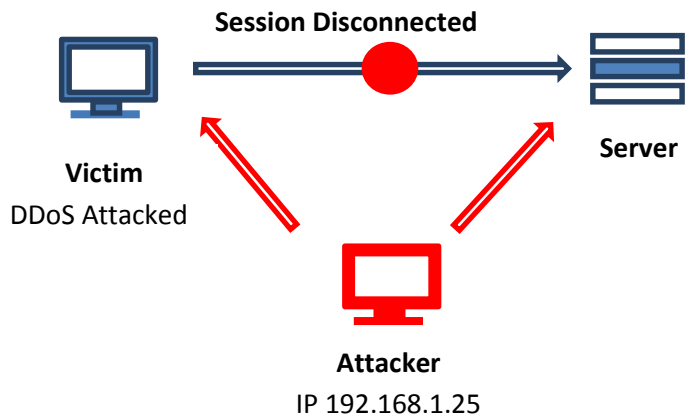 Session Disconnected
Server
Victim
DDoS Attacked
Attacker
IP 192.168.1.25